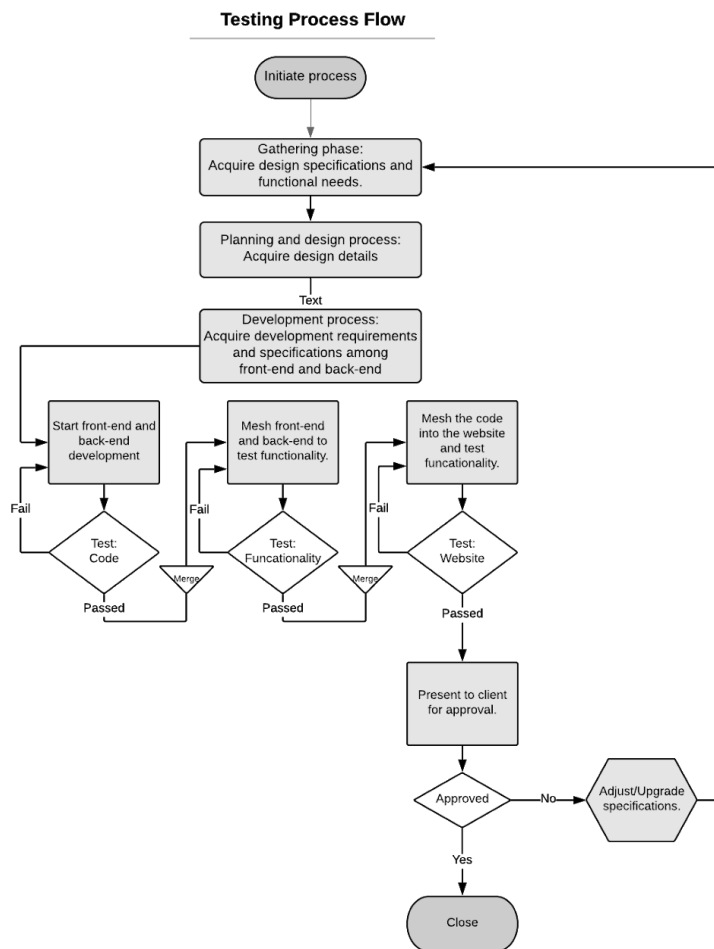 Testing Process Flow
Initiate process
Gathering phase:
Acquire design specifications and
functional needs.
Planning and design process:
Acquire design details
Text
Development process:
Acquire development requirements
and specifications among
front-end and back-end
Start front-end and
back-end
development
Mesh front-end
and back-end to
test functionality.
Mesh the code
into the website
and test
funcationality.
Fail
Fail
Fail
Test:
Code
Test:
Funcationality
Test:
Website
Merge
Merge
Passed
Passed
Passed
Present to client
for approval.
Approved
No
Adjust/Upgrade
specifications.
Yes
Close